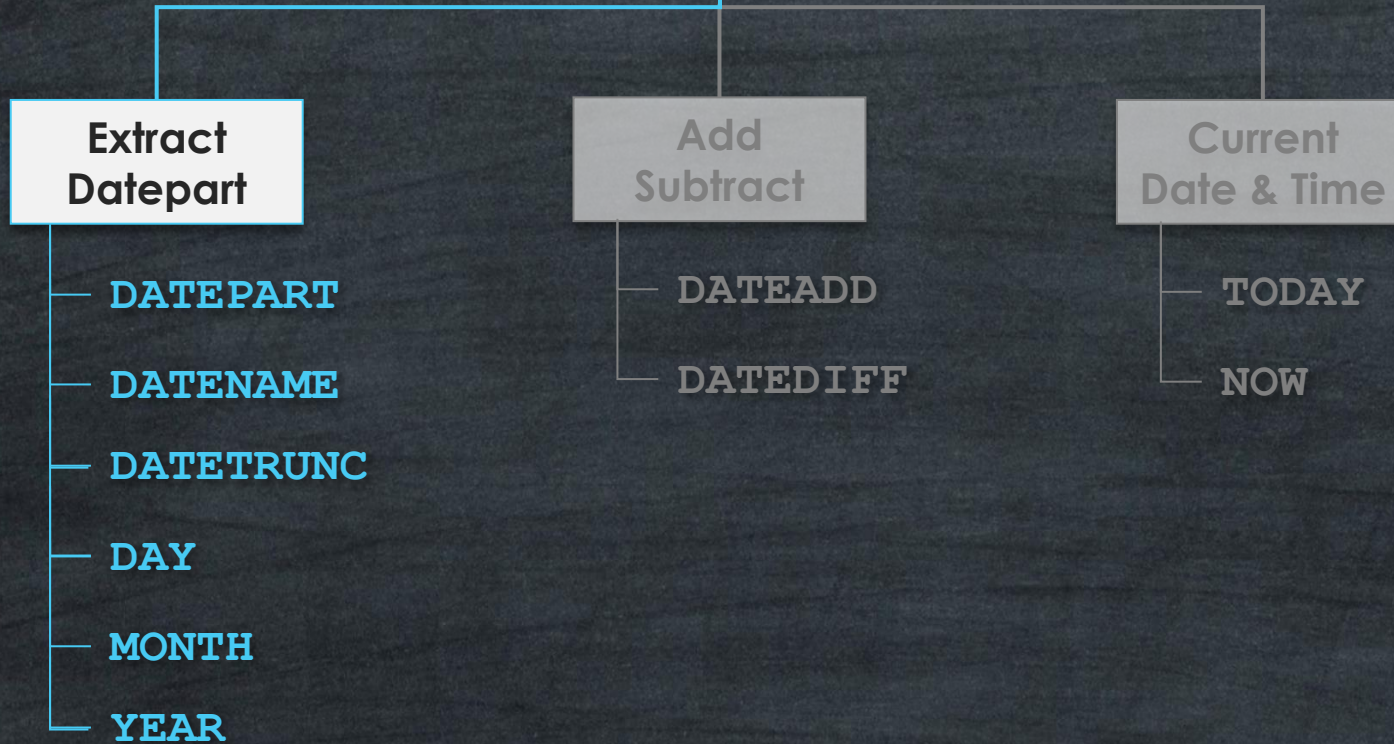 Extract
Datepart
DATEPART
DATENAME
DATETRUNC
DAY
MONTH
YEAR
Add
Subtract
DATEADD
DATEDIFF
Current
Date & Time
TODAY
NOW